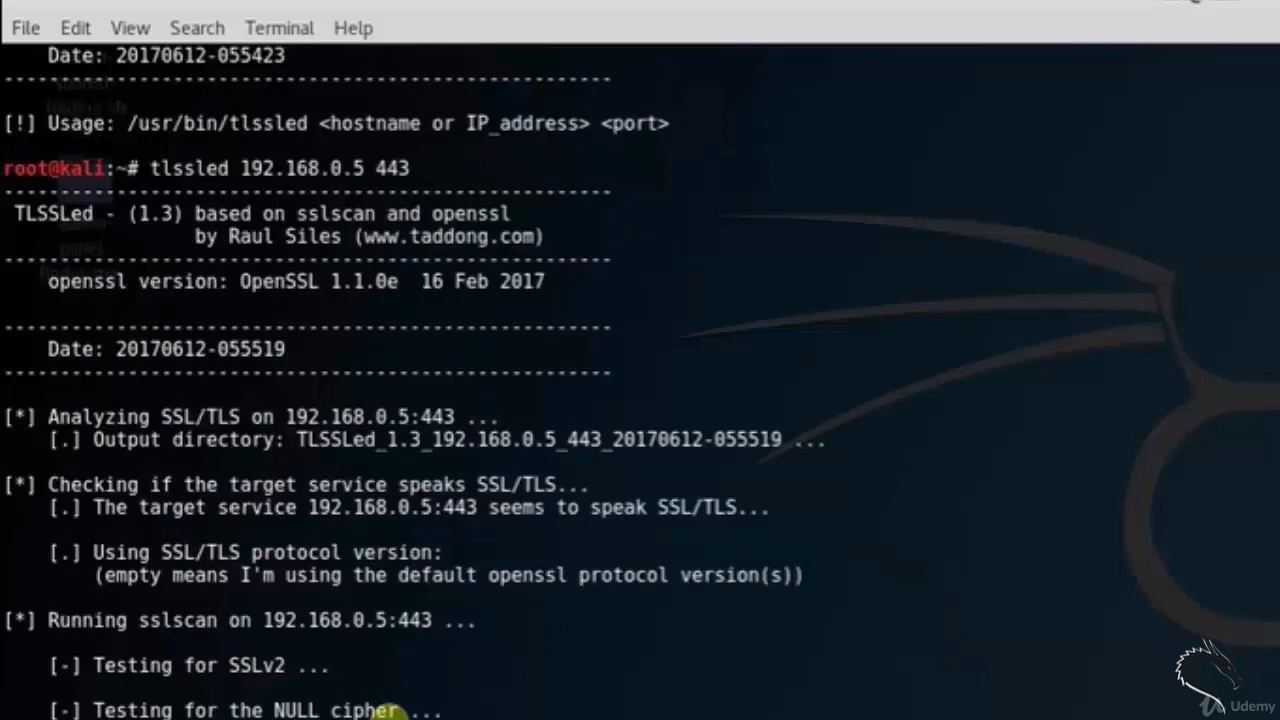 File Edit View Search Terminal Help
Date: 20170612-055423
------------------------------------------------------
[!] Usage: /usr/bin/tlssled <hostname or IP_address> <port>
root@kali:~# tlssled 192.168.0.5 443
------------------------------------------------------
TLSSLed - (1.3) based on sslscan and openssl
by Raul Siles (www.taddong.com)
------------------------------------------------------
openssl version: OpenSSL 1.1.0e 16 Feb 2017
------------------------------------------------------
Date: 20170612-055519
------------------------------------------------------
[*] Analyzing SSL/TLS on 192.168.0.5:443 ...
[.] Output directory: TLSSLed_1.3_192.168.0.5_443_20170612-055519 ...
[*] Checking if the target service speaks SSL/TLS...
[.] The target service 192.168.0.5:443 seems to speak SSL/TLS...
[.] Using SSL/TLS protocol version:
(empty means I'm using the default openssl protocol version(s))
[*] Running sslscan on 192.168.0.5:443 ...
[-] Testing for SSLv2 ...
[-] Testing for the NULL cipher ...
Udemy